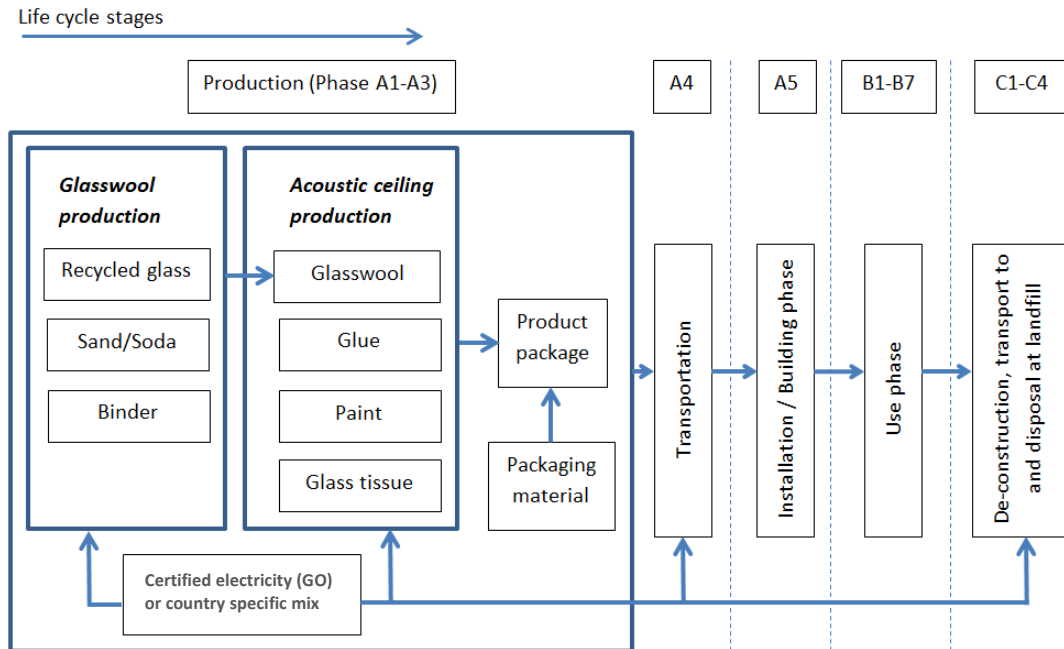 Life cycle stages
Production (Phase A1-A3)
A4
A5
B1-B7
C1-C4
Glasswool
production
Recycled glass
Sand/Soda
Binder
Acoustic ceiling
production
Glasswool
Glue
Paint
Glass tissue
Product
package
Packaging
material
Certified electricity (GO)
or country specific mix
Transportation
Installation / Building phase
Use phase
De-construction, transport to
and disposal at landfill